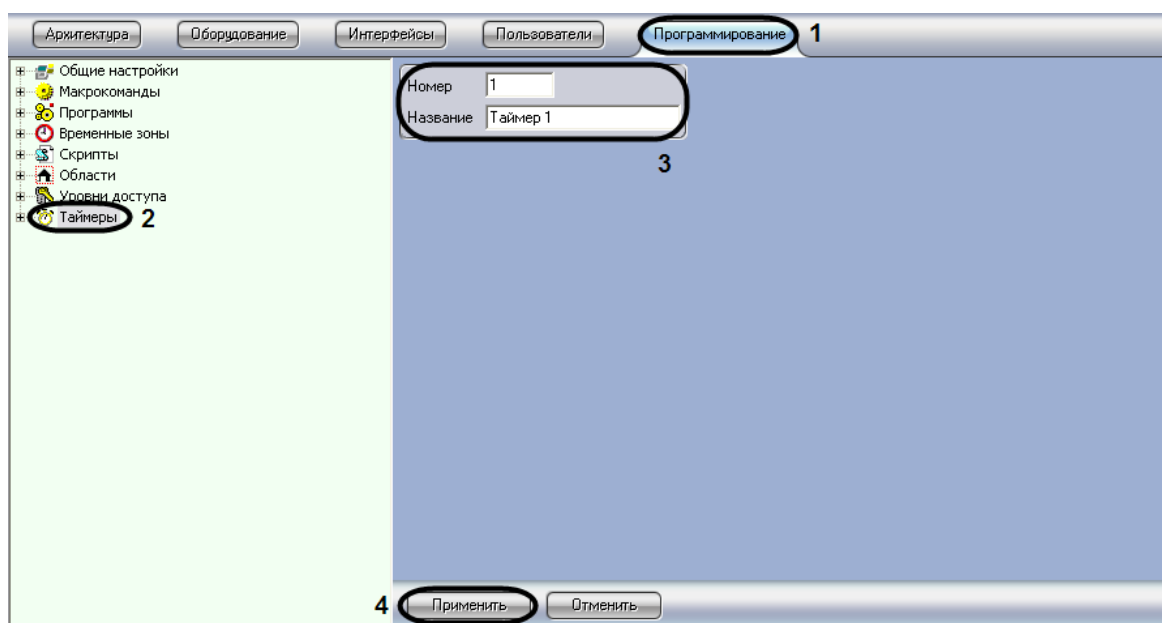 Архитектура Оборудование Интерфейсы Пользователи Программирование 1
Общие настройки
Макрокоманды
Программы
Временные зоны
Скрипты
Области
Уровни доступа
Таймеры 2
Номер 1
Название Таймер 1
3
4 Применить Отменить